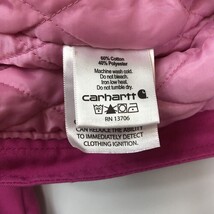 60% Cotton
40% Polyester
Machine wash cold.
Do not bleach.
Iron low heat.
Do not tumble dry.
carhartt
RN 13706
CAN REDUCE THE ABILITY
TO IMMEDIATELY DETECT
CLOTHING IGNITION.